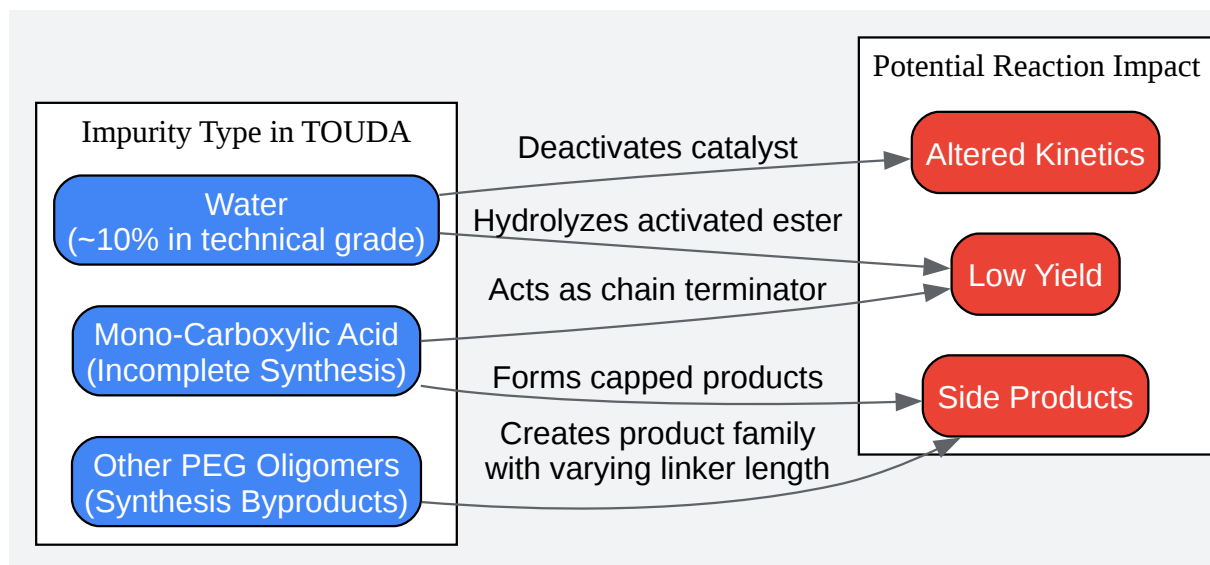 Impurity Type in TOUDA
Water
(~10% in technical grade)
Mono-Carboxylic Acid
(Incomplete Synthesis)
Other PEG Oligomers
(Synthesis Byproducts)
Deactivates catalyst
Hydrolyzes activated ester
Acts as chain terminator
Forms capped products
Creates product family
with varying linker length
Potential Reaction Impact
Altered Kinetics
Low Yield
Side Products